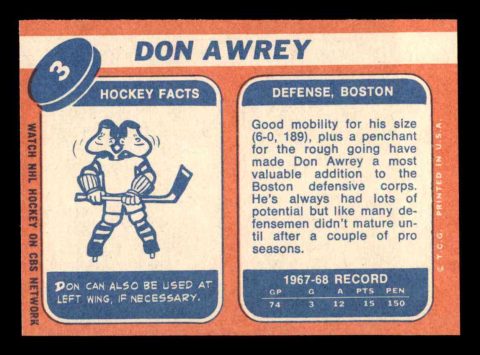 3
DON AWREY
HOCKEY FACTS
DON CAN ALSO BE USED AT
LEFT WING, IF NECESSARY.
DEFENSE, BOSTON
Good mobility for his size
(6-0, 189), plus a penchant
for the rough going have
made Don Awrey a most
valuable addition to the
Boston defensive corps.
He's always had lots of
potential but like many de-
fensemen didn't mature un-
til after a couple of pro
seasons.
1967-68 RECORD
GP G A PTS PEN
74 3 12 15 150
WATCH NHL HOCKEY ON CBS NETWORK
© T.C.G. PRINTED IN U.S.A.